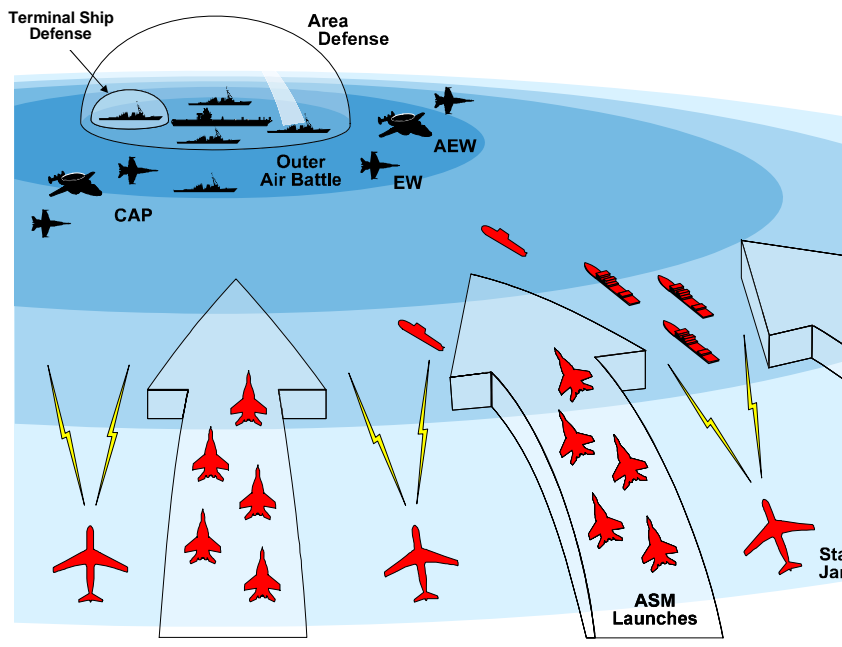 Terminal Ship
Defense
Area
Defense
AEW
Outer
Air Battle
EW
CAP
ASM
Launches